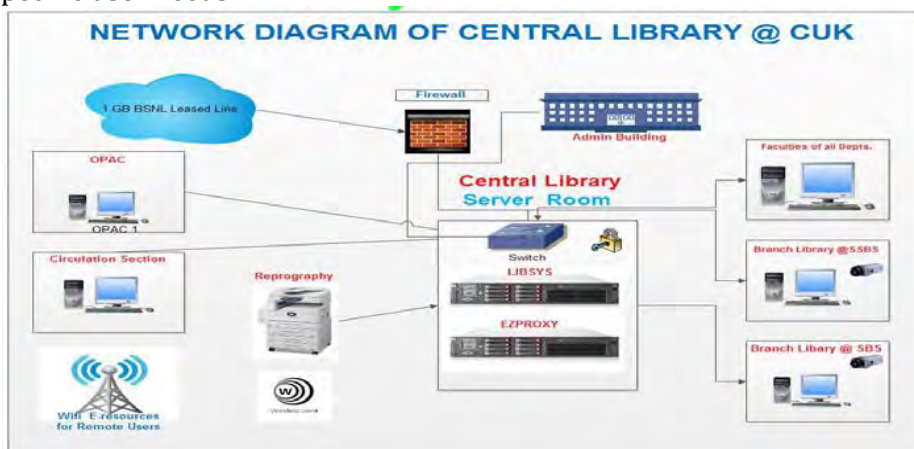 NETWORK DIAGRAM OF CENTRAL LIBRARY @ CUK
1 GB BSNL Leased Line
Firewall
Admin Building
OPAC
OPAC 1
Faculties of all Depts.
Central Library
Server Room
Circulation Section
Switch
Branch Library @SSBS
Reprography
LIBSYS
EZPROXY
Branch Libary @ SBS
Wifi E-resources
for Remote Users